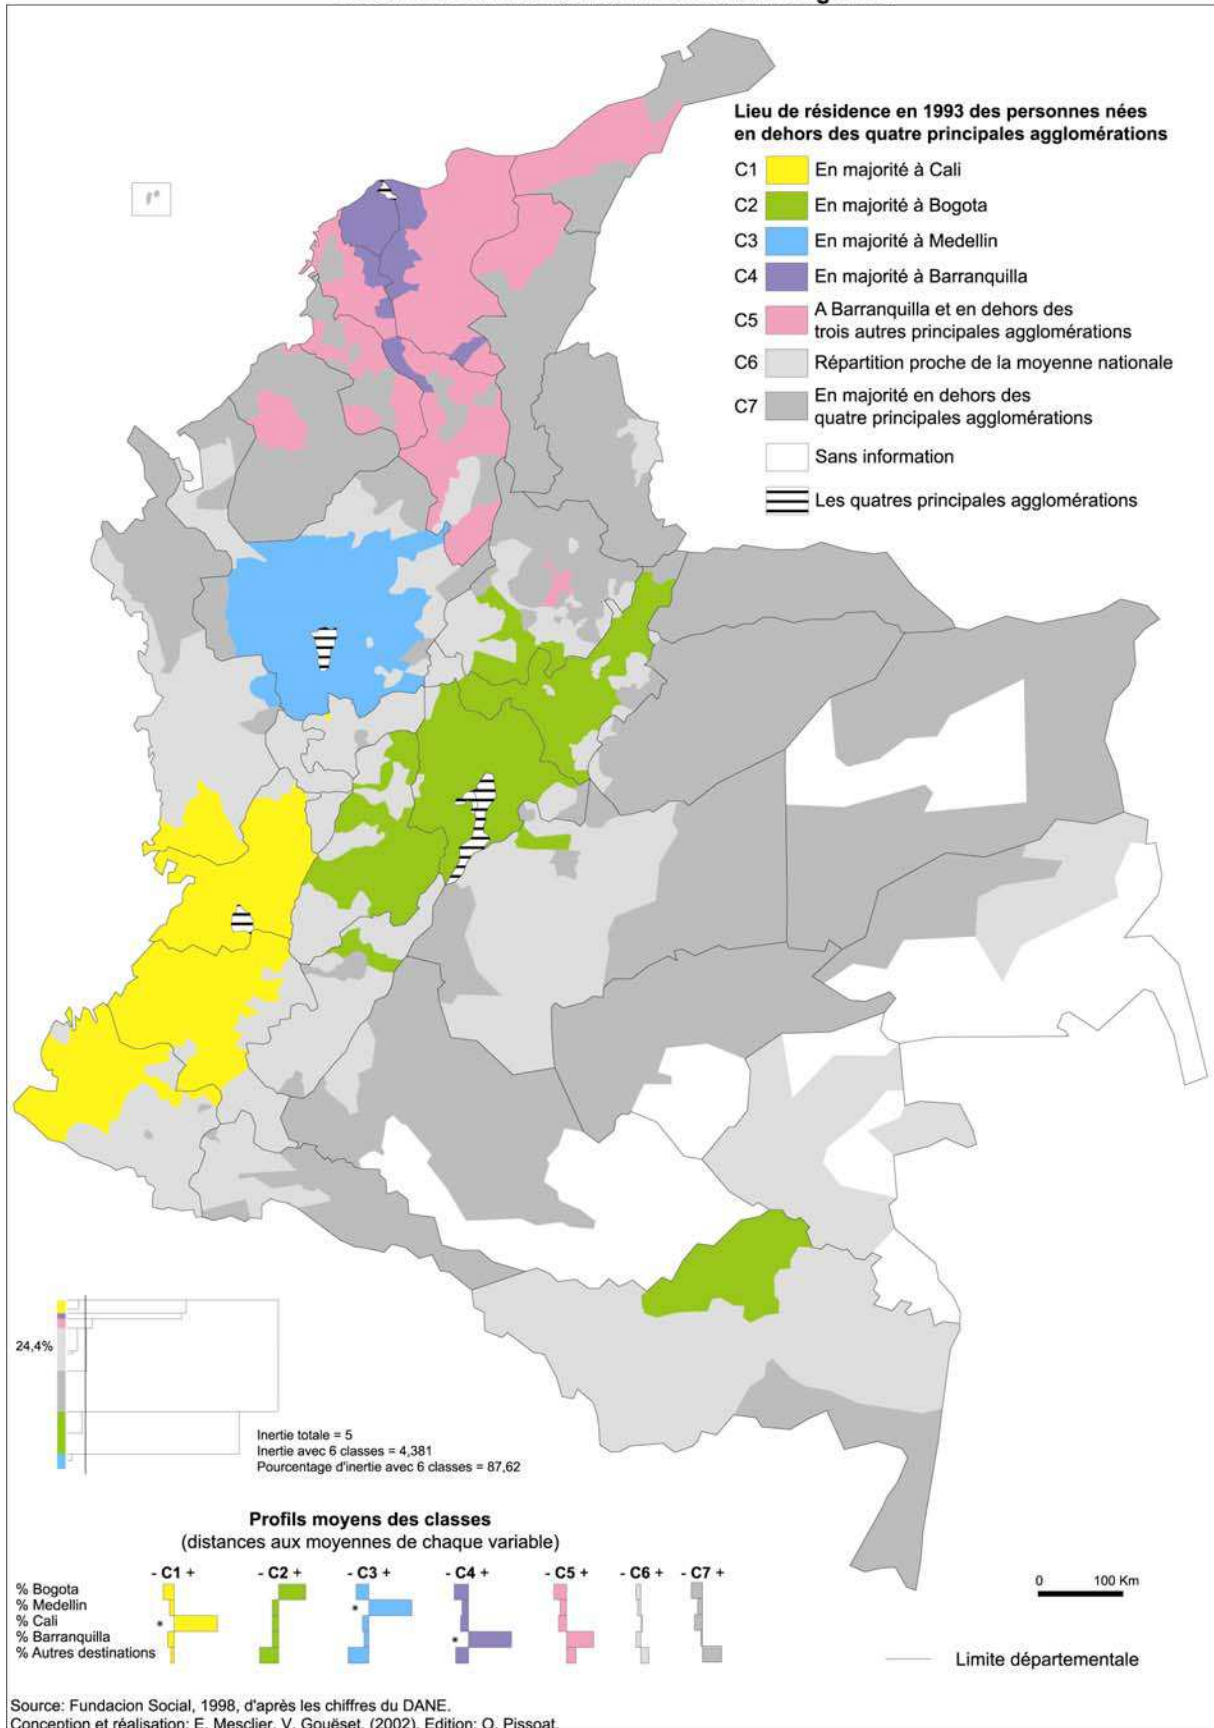 Lieu de résidence en 1993 des personnes nées
en dehors des quatre principales agglomérations
C1 En majorité à Cali
C2 En majorité à Bogota
C3 En majorité à Medellin
C4 En majorité à Barranquilla
C5 A Barranquilla et en dehors des
trois autres principales agglomérations
C6 Répartition proche de la moyenne nationale
C7 En majorité en dehors des
quatre principales agglomérations
Sans information
Les quatres principales agglomérations
24,4%
Inertie totale = 5
Inertie avec 6 classes = 4,381
Pourcentage d'inertie avec 6 classes = 87,62
Profils moyens des classes
(distances aux moyennes de chaque variable)
- C1 + - C2 + - C3 + - C4 + - C5 + - C6 + - C7 +
% Bogota
% Medellin *
% Cali *
% Barranquilla *
% Autres destinations
0 100 Km
Limite départementale
Source: Fundacion Social, 1998, d'après les chiffres du DANE.
Conception et réalisation: E. Mesclier, V. Gouëset, (2002). Edition: O. Pissoat.